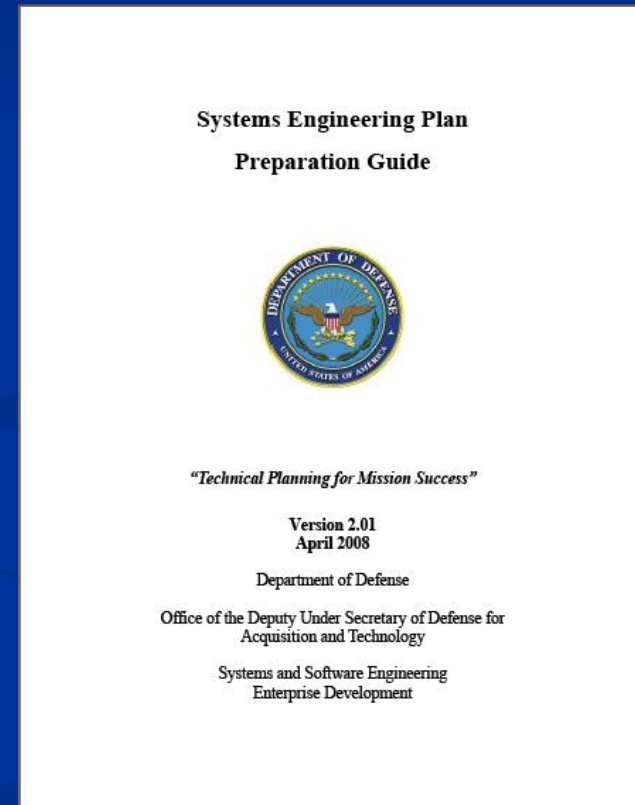 Systems Engineering Plan
Preparation Guide
DEPARTMENT OF DEFENSE
UNITED STATES OF AMERICA
“Technical Planning for Mission Success”
Version 2.01
April 2008
Department of Defense
Office of the Deputy Under Secretary of Defense for
Acquisition and Technology
Systems and Software Engineering
Enterprise Development